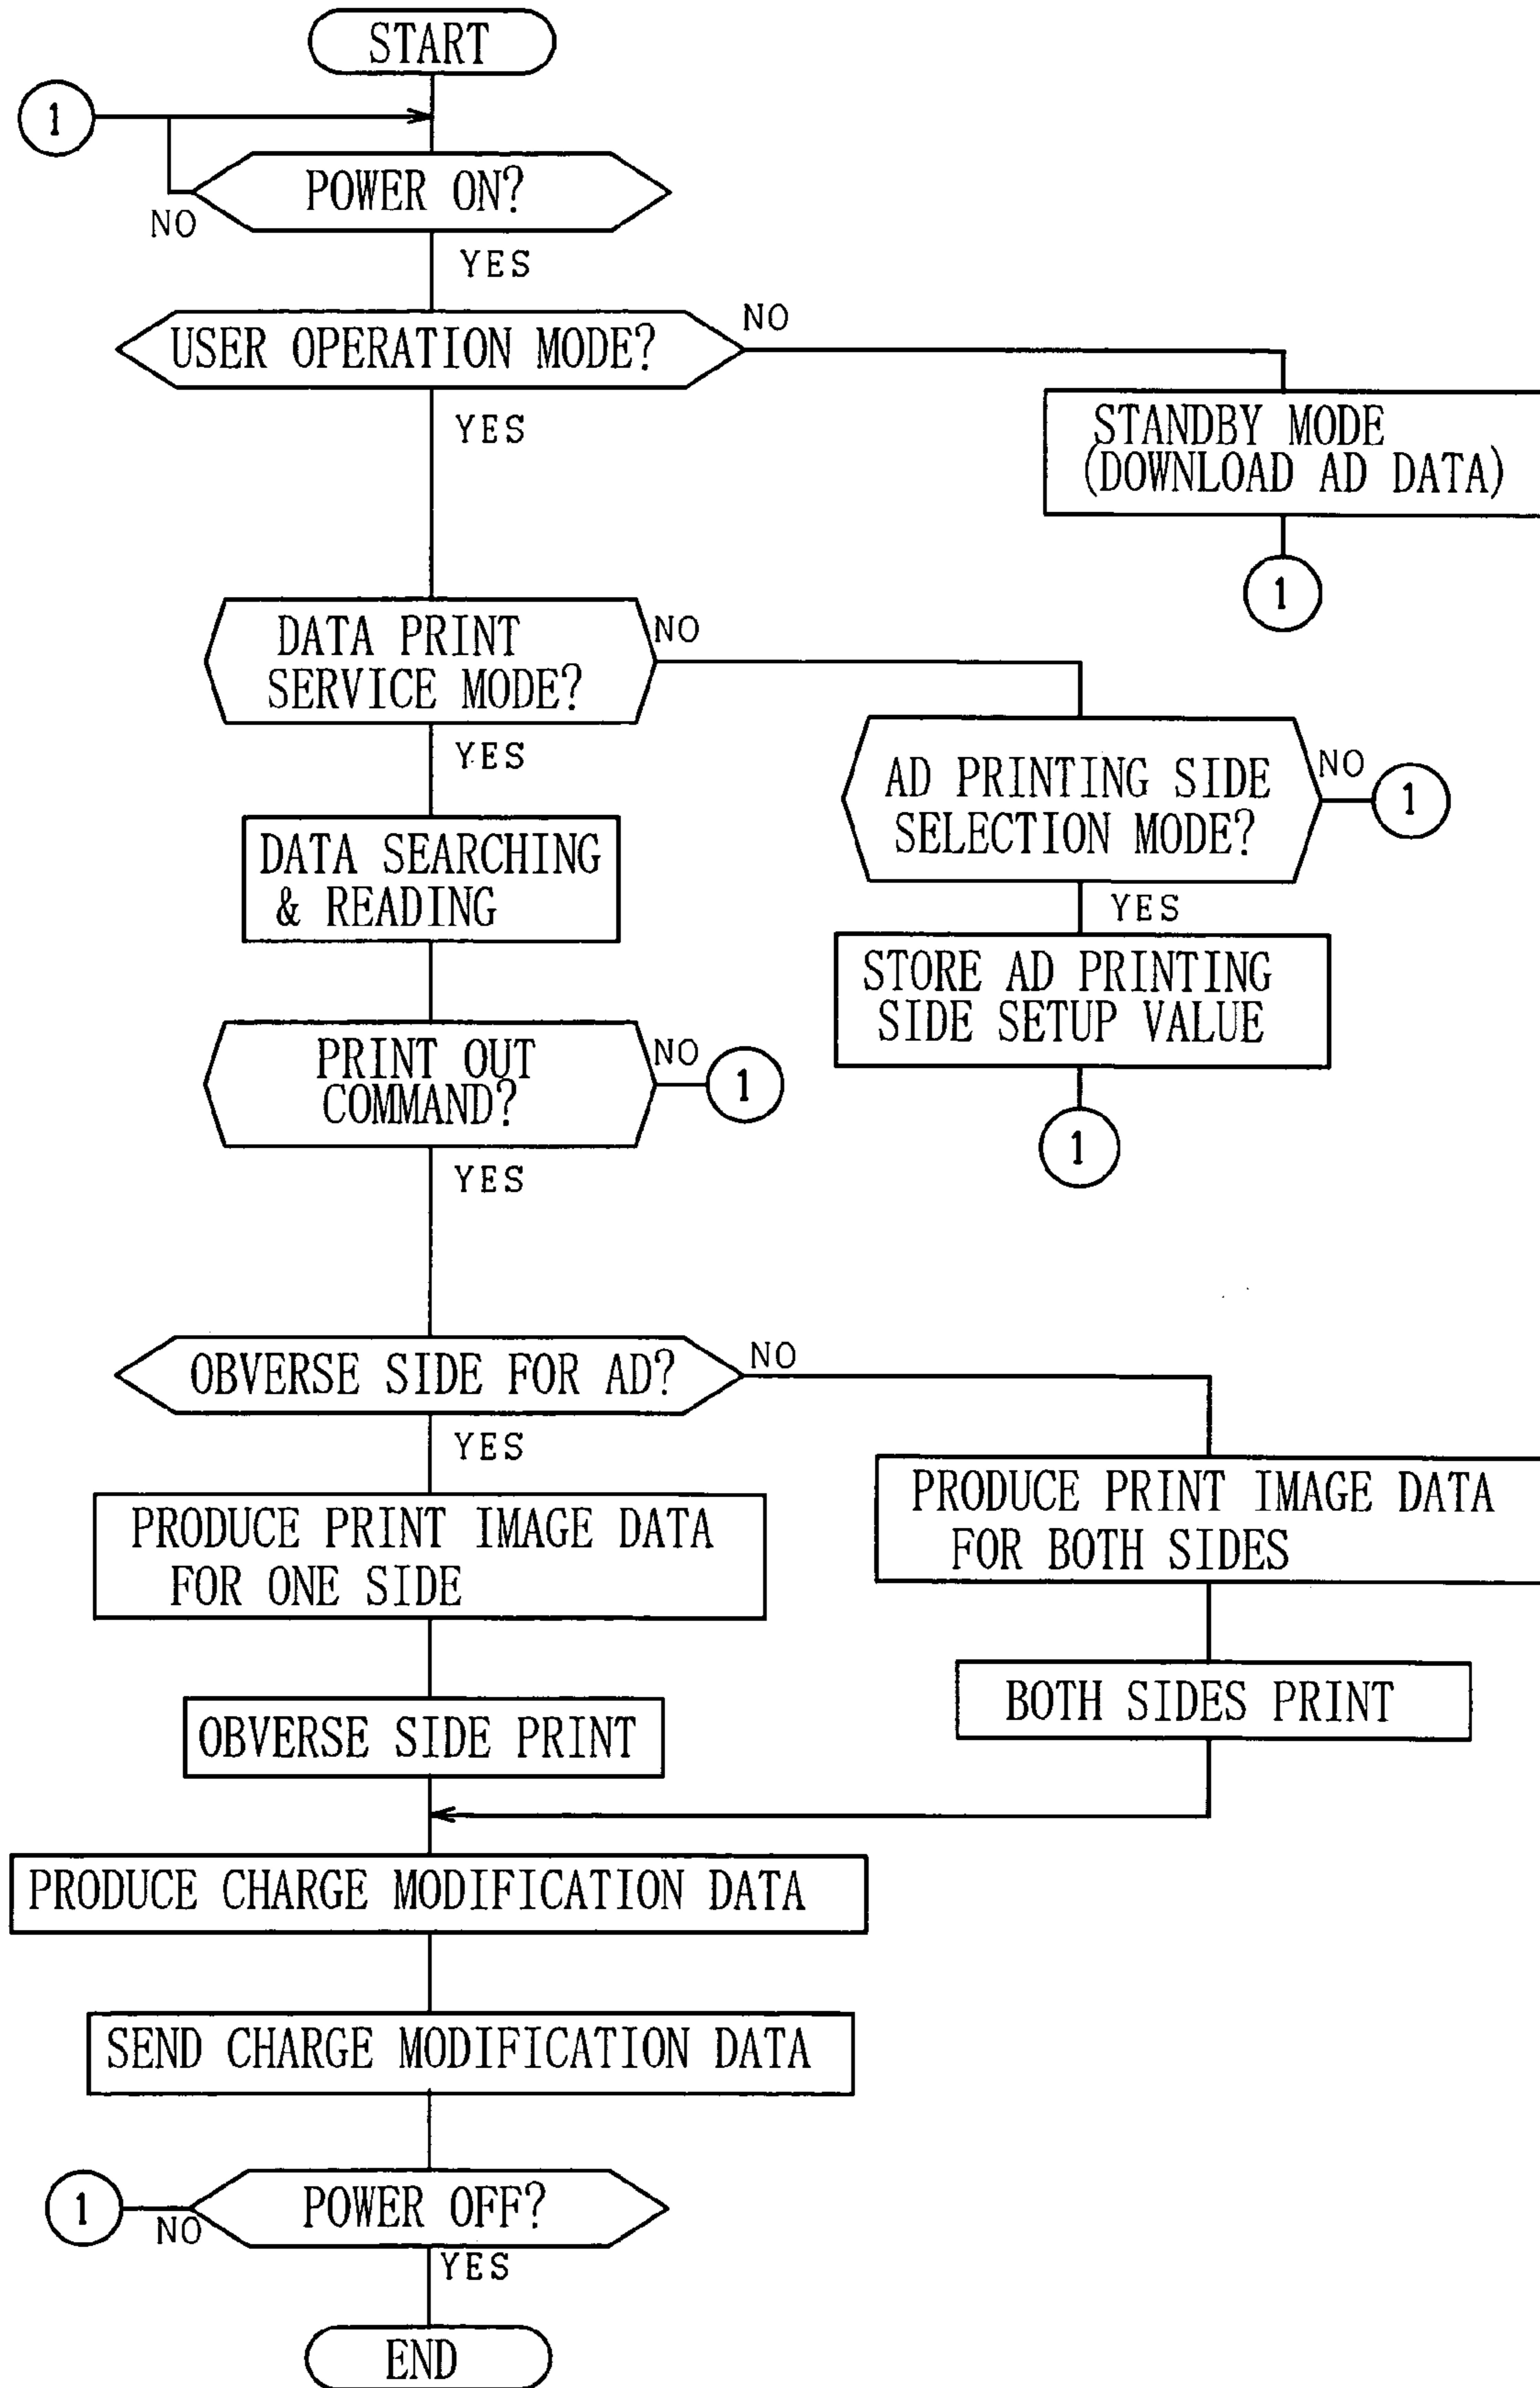 START
1
POWER ON?
NO
YES
USER OPERATION MODE?
NO
YES
STANDBY MODE
(DOWNLOAD AD DATA)
1
DATA PRINT
SERVICE MODE?
NO
YES
AD PRINTING SIDE
SELECTION MODE?
NO
1
YES
DATA SEARCHING
& READING
STORE AD PRINTING
SIDE SETUP VALUE
1
PRINT OUT
COMMAND?
NO
1
YES
OBVERSE SIDE FOR AD?
NO
YES
PRODUCE PRINT IMAGE DATA
FOR ONE SIDE
PRODUCE PRINT IMAGE DATA
FOR BOTH SIDES
OBVERSE SIDE PRINT
BOTH SIDES PRINT
PRODUCE CHARGE MODIFICATION DATA
SEND CHARGE MODIFICATION DATA
1
NO
POWER OFF?
YES
END